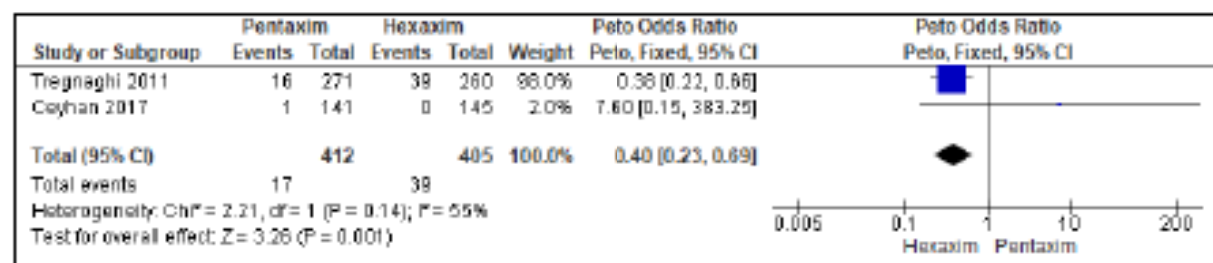 Pentaxim Hexaxim Peto Odds Ratio Peto Odds Ratio
Study or Subgroup Events Total Events Total Weight Peto, Fixed, 95% CI Peto, Fixed, 95% CI
Tregnaghi 2011 16 271 39 260 98.0% 0.38 [0.22, 0.66]
Ceyhan 2017 1 141 0 145 2.0% 7.60 [0.15, 383.25]
Total (95% CI) 412 405 100.0% 0.40 [0.23, 0.69]
Total events 17 39
Heterogeneity: Chi² = 2.21, df = 1 (P = 0.14); I² = 55%
Test for overall effect: Z = 3.26 (P = 0.001)
0.005 0.1 1 10 200
Hexaxim Pentaxim